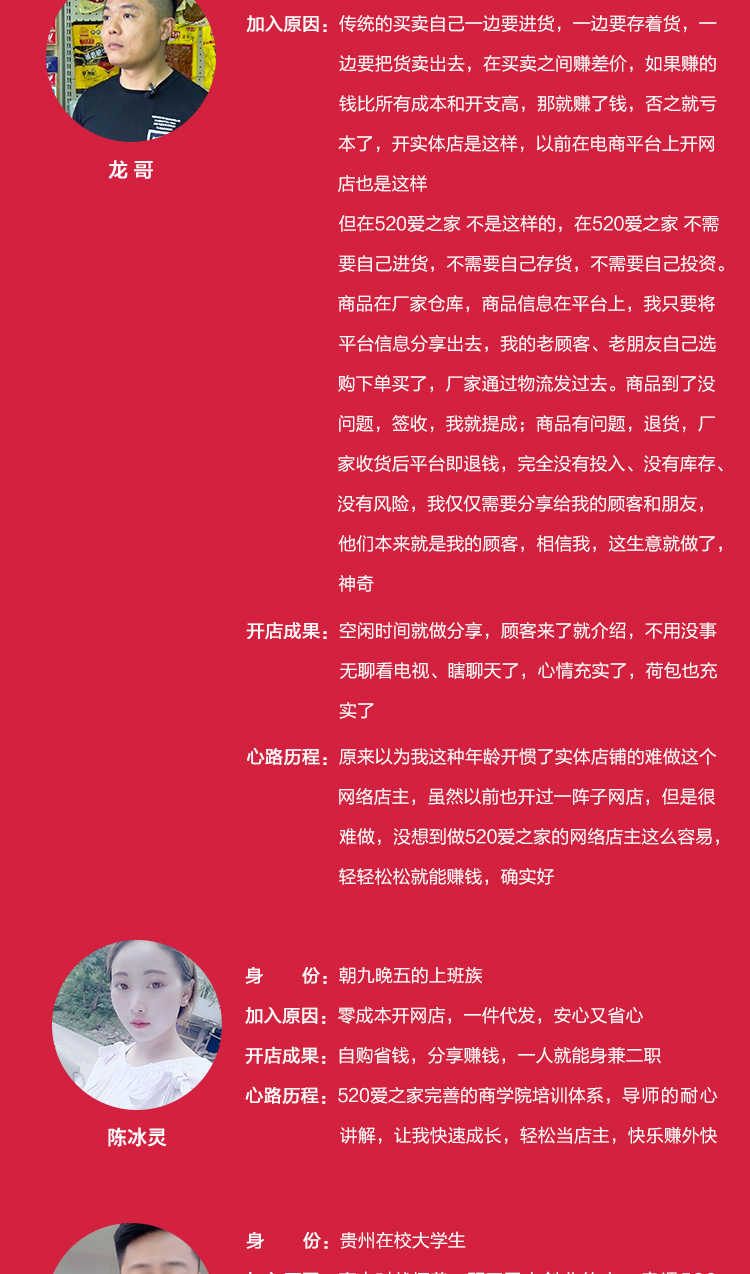 加入原因：传统的买卖自己一边要进货，一边要存着货，一
边要把货卖出去，在买卖之间赚差价，如果赚的
钱比所有成本和开支高，那就赚了钱，否之就亏
本了，开实体店是这样，以前在电商平台上开网
店也是这样
龙 哥
但在520爱之家 不是这样的，在520爱之家 不需
要自己进货，不需要自己存货，不需要自己投资。
商品在厂家仓库，商品信息在平台上，我只要将
平台信息分享出去，我的老顾客、老朋友自己选
购下单买了，厂家通过物流发过去。商品到了没
问题，签收，我就提成；商品有问题，退货，厂
家收货后平台即退钱，完全没有投入、没有库存、
没有风险，我仅仅需要分享给我的顾客和朋友，
他们本来就是我的顾客，相信我，这生意就做了，
神奇
开店成果：空闲时间就做分享，顾客来了就介绍，不用没事
无聊看电视、瞎聊天了，心情充实了，荷包也充
实了
心路历程：原来以为我这种年龄开惯了实体店铺的难做这个
网络店主，虽然以前也开过一阵子网店，但是很
难做，没想到做520爱之家的网络店主这么容易，
轻轻松松就能赚钱，确实好
身　　份：朝九晚五的上班族
加入原因：零成本开网店，一件代发，安心又省心
开店成果：自购省钱，分享赚钱，一人就能身兼二职
心路历程：520爱之家完善的商学院培训体系，导师的耐心
讲解，让我快速成长，轻松当店主，快乐赚外快
陈冰灵
身　　份：贵州在校大学生